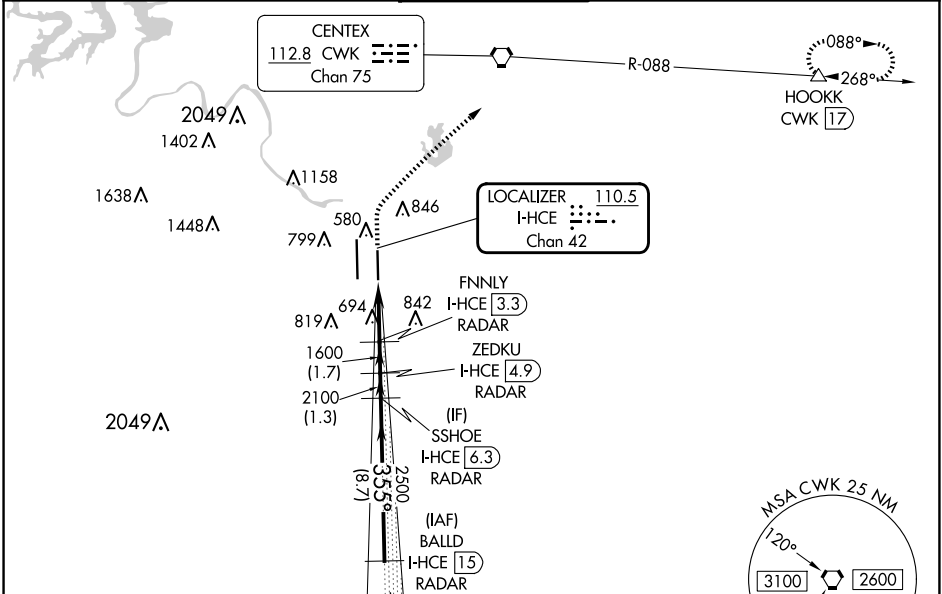 CENTEX
112.8 CWK
Chan 75
R-088
088°
268°
HOOKK
CWK 17
2049
1402
1158
1638
1448
846
580
799
LOCALIZER 110.5
I-HCE
Chan 42
FNNLY
I-HCE 3.3
RADAR
694
842
819
1600
(1.7)
ZEDKU
I-HCE 4.9
RADAR
2100
(1.3)
2049
(IF)
SSHOE
I-HCE 6.3
RADAR
2500
355°
(8.7)
(IAF)
BALLD
I-HCE 15
RADAR
MSA CWK 25 NM
120°
3100
2600